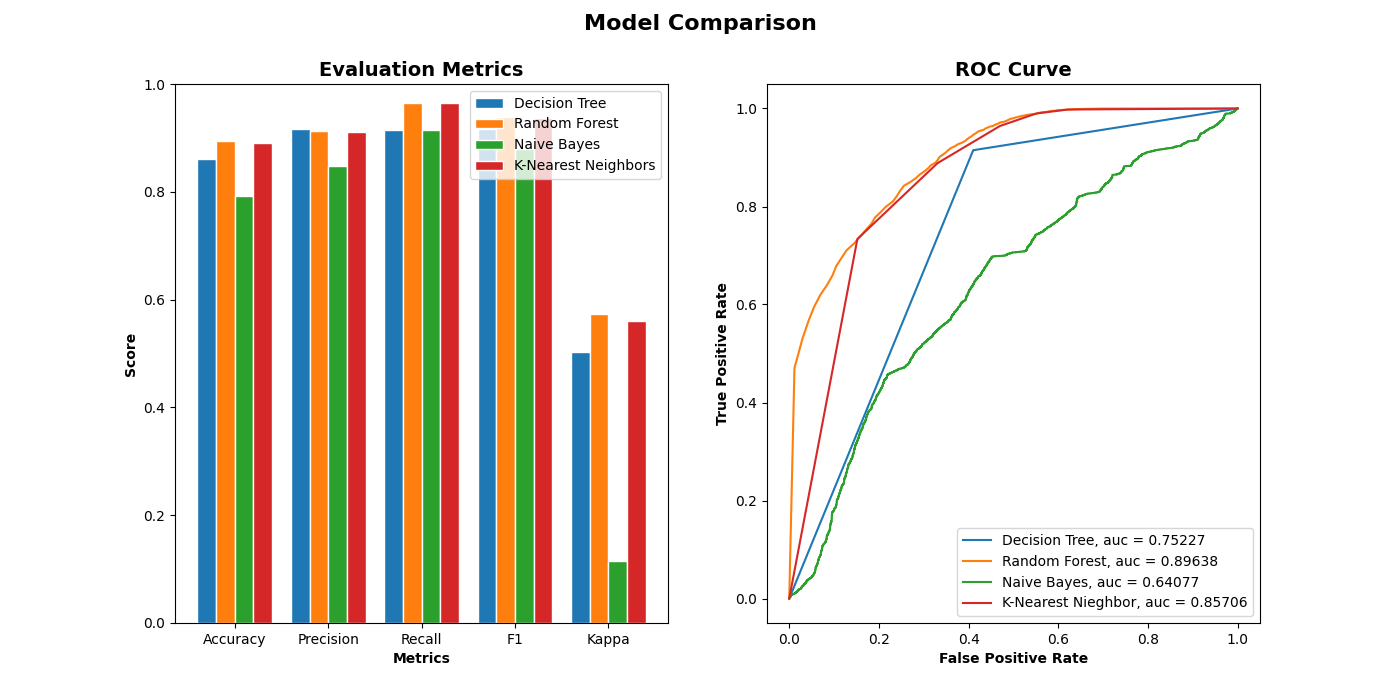 Model Comparison
Evaluation Metrics
Score
1.0
0.8
0.6
0.4
0.2
0.0
Decision Tree
Random Forest
Naive Bayes
K-Nearest Neighbors
Accuracy Precision Recall F1 Kappa
Metrics
ROC Curve
True Positive Rate
1.0
0.8
0.6
0.4
0.2
0.0
Decision Tree, auc = 0.75227
Random Forest, auc = 0.89638
Naive Bayes, auc = 0.64077
K-Nearest Nieghbor, auc = 0.85706
0.0 0.2 0.4 0.6 0.8 1.0
False Positive Rate